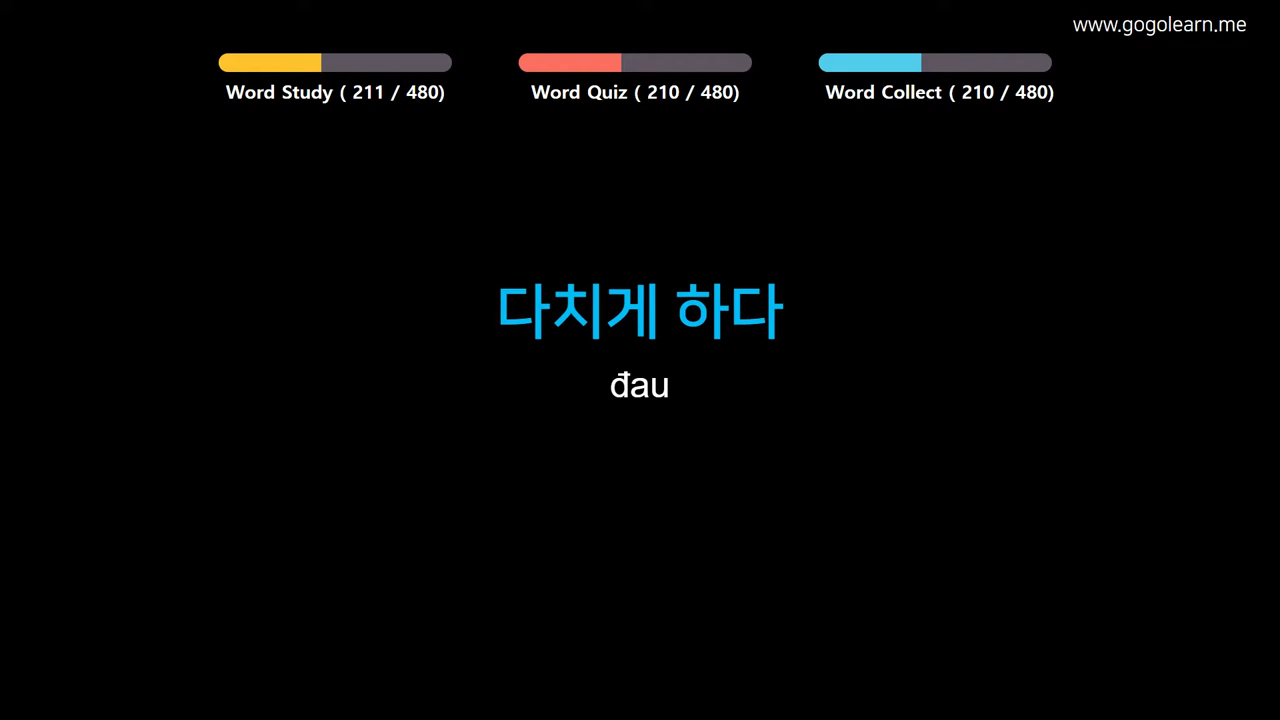 www.gogolearn.me
Word Study ( 211 / 480)
Word Quiz ( 210 / 480)
Word Collect ( 210 / 480)
다치게 하다
đau